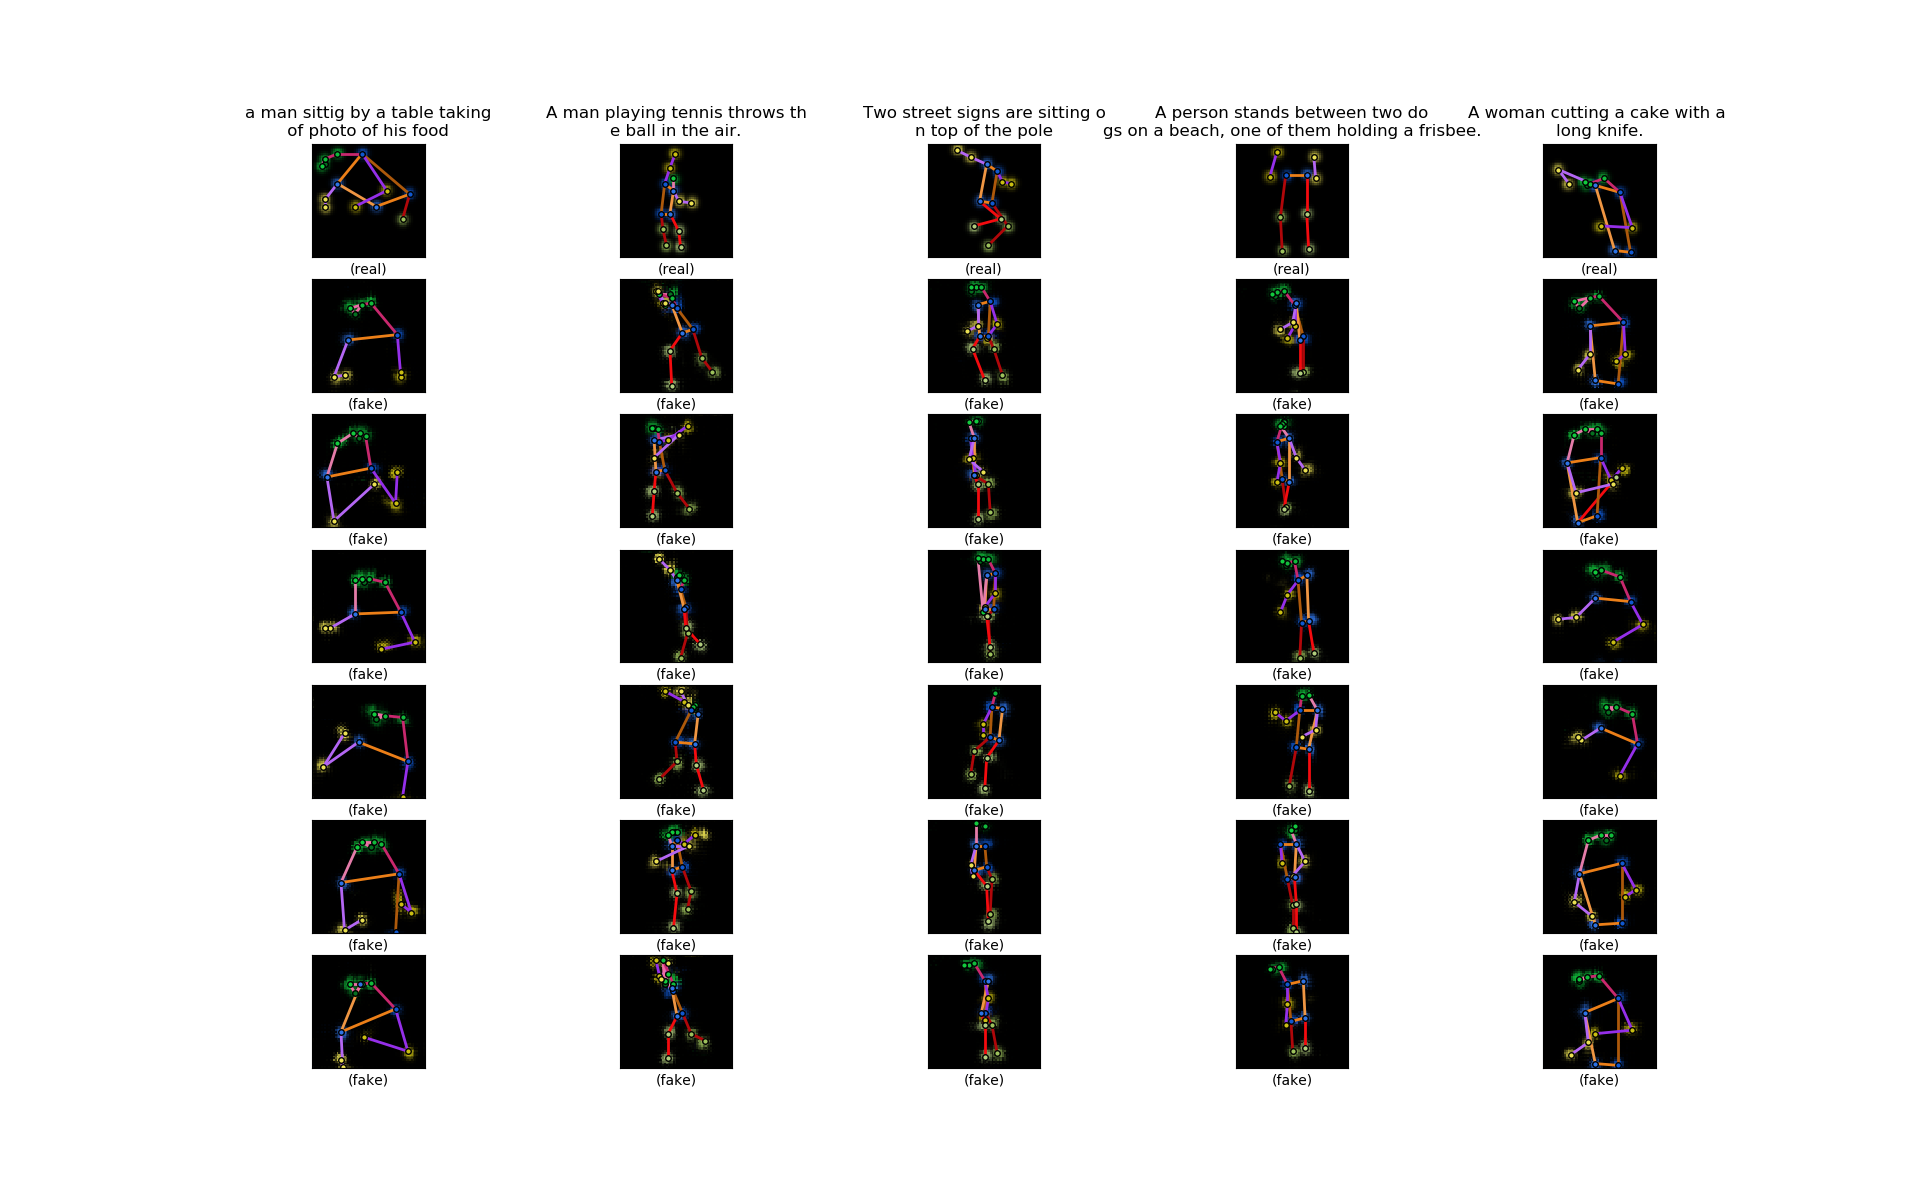 a man sittig by a table taking
of photo of his food
A man playing tennis throws th
e ball in the air.
Two street signs are sitting o
n top of the pole
A person stands between two do
gs on a beach, one of them holding a frisbee.
A woman cutting a cake with a
long knife.
(real) (real) (real) (real) (real)
(fake) (fake) (fake) (fake) (fake)
(fake) (fake) (fake) (fake) (fake)
(fake) (fake) (fake) (fake) (fake)
(fake) (fake) (fake) (fake) (fake)
(fake) (fake) (fake) (fake) (fake)
(fake) (fake) (fake) (fake) (fake)